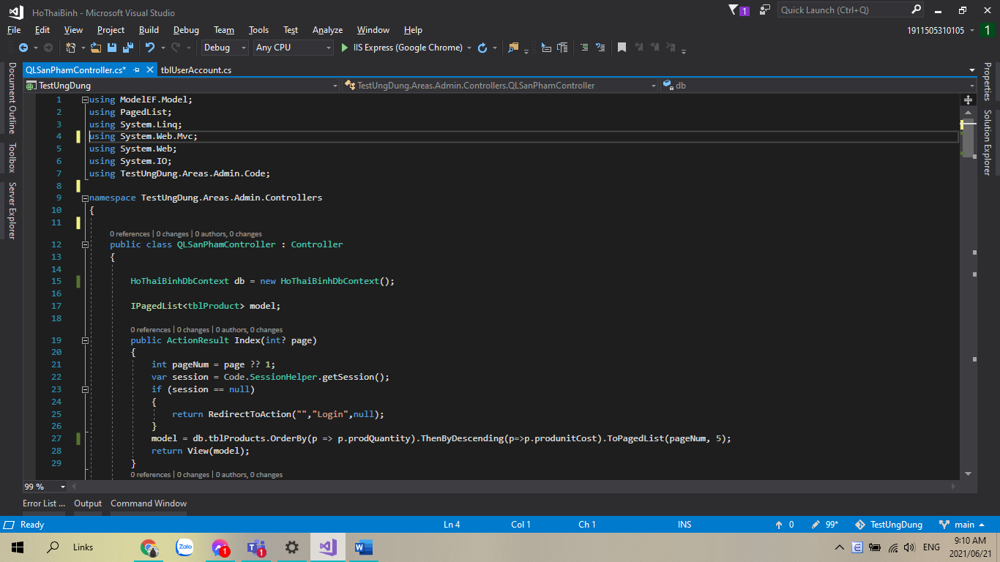 HoThaiBinh - Microsoft Visual Studio
1
Quick Launch (Ctrl+Q)
File Edit View Project Build Debug Team Tools Test Analyze Window Help
1911505310105 1
Debug Any CPU IIS Express (Google Chrome)
QLSanPhamController.cs* tblUserAccount.cs
TestUngDung TestUngDung.Areas.Admin.Controllers.QLSanPhamController db
Document Outline
Toolbox
Server Explorer
Properties
Solution Explorer
1 using ModelEF.Model;
2 using PagedList;
3 using System.Linq;
4 using System.Web.Mvc;
5 using System.Web;
6 using System.IO;
7 using TestUngDung.Areas.Admin.Code;
8
9 namespace TestUngDung.Areas.Admin.Controllers
10 {
11
0 references | 0 changes | 0 authors, 0 changes
12 public class QLSanPhamController : Controller
13 {
14
15 HoThaiBinhDbContext db = new HoThaiBinhDbContext();
16
17 IPagedList<tblProduct> model;
18
0 references | 0 changes | 0 authors, 0 changes
19 public ActionResult Index(int? page)
20 {
21 int pageNum = page ?? 1;
22 var session = Code.SessionHelper.getSession();
23 if (session == null)
24 {
25 return RedirectToAction("","Login",null);
26 }
27 model = db.tblProducts.OrderBy(p => p.prodQuantity).ThenByDescending(p=>p.produnitCost).ToPagedList(pageNum, 5);
28 return View(model);
29 }
0 references | 0 changes | 0 authors, 0 changes
99 %
Error List ... Output Command Window
Ready Ln 4 Col 1 Ch 1 INS 0 99* TestUngDung main
Links Zalo 1 1 ENG 9:10 AM
2021/06/21